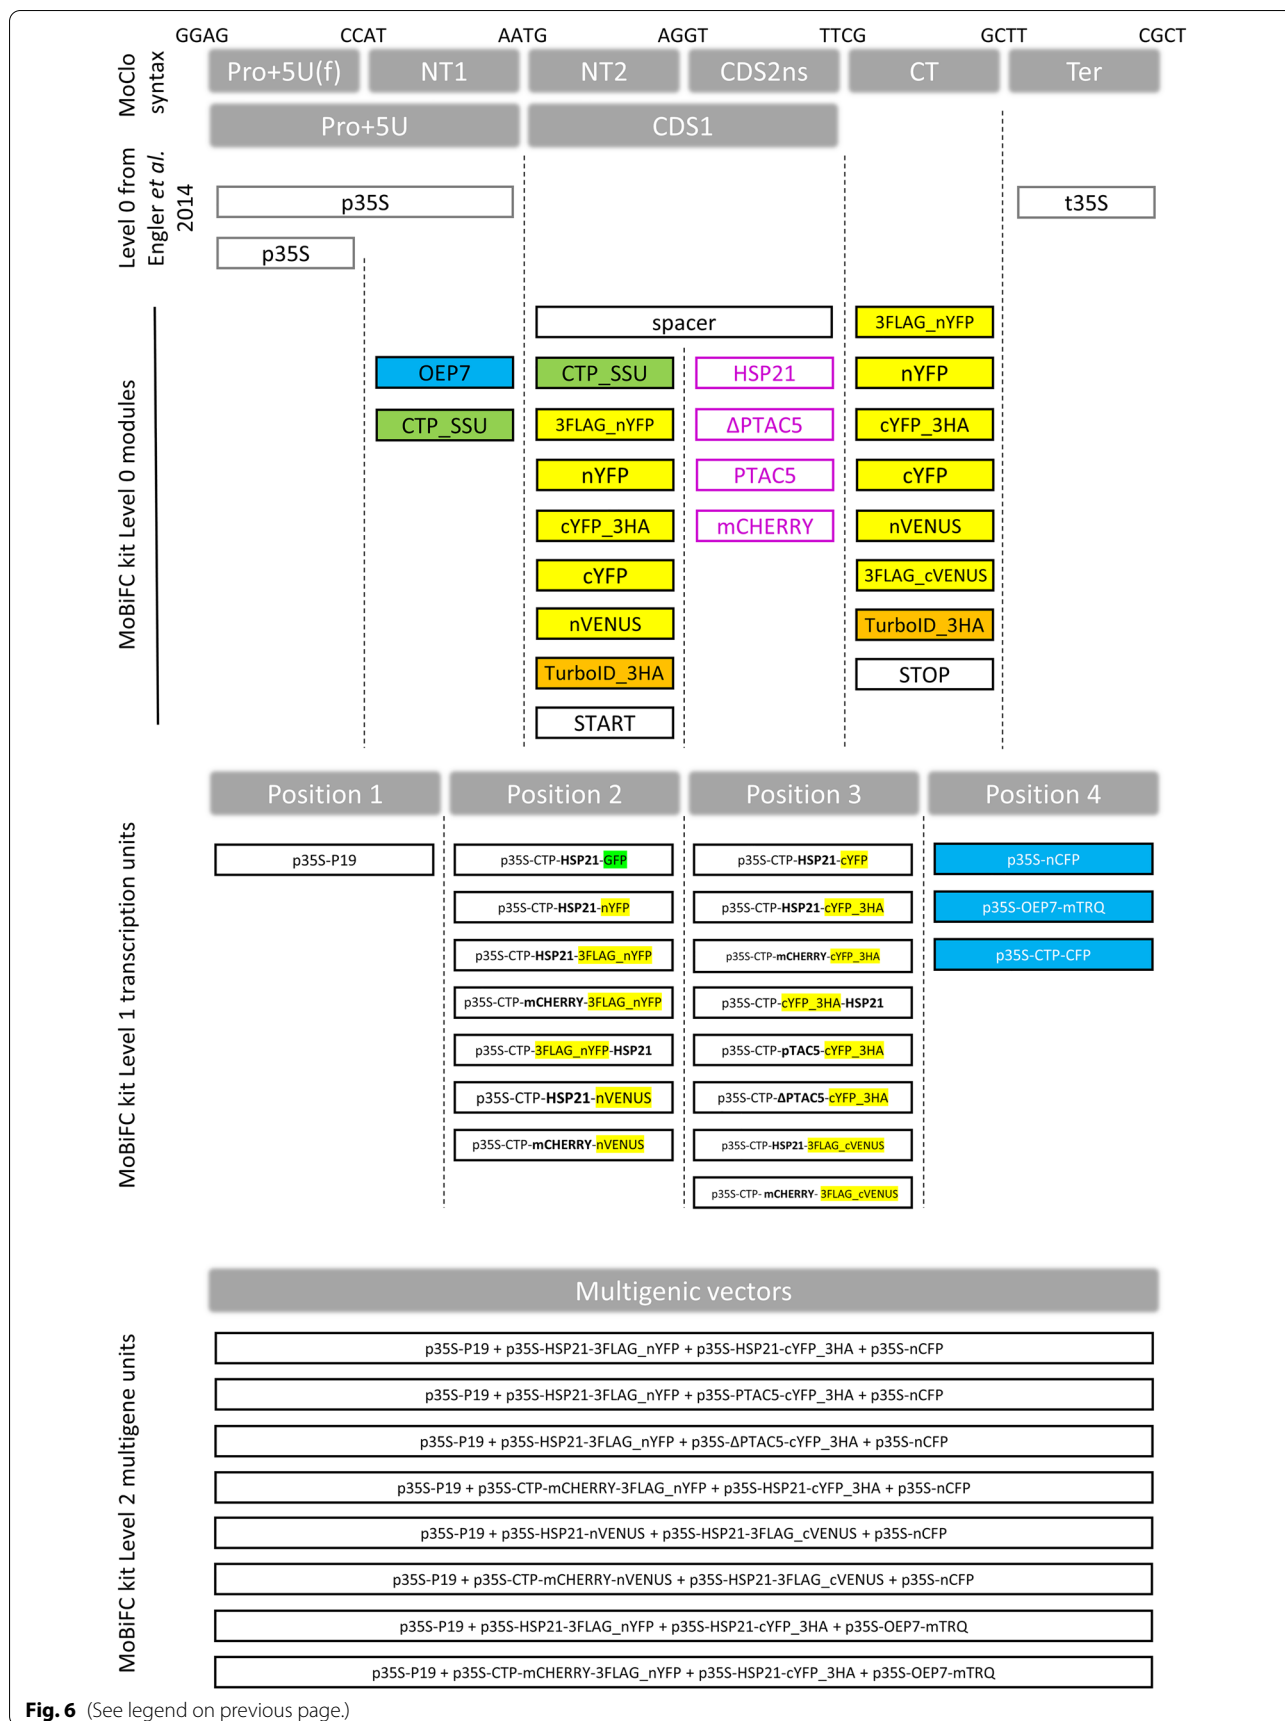 GGAG CCAT AATG AGGT TTCG GCTT CGCT
MoClo
syntax
Pro+5U(f) NT1 NT2 CDS2ns CT Ter
Pro+5U CDS1
Level 0 from
Engler et al.
2014
p35S t35S
p35S
MoBiFC kit Level 0 modules
spacer 3FLAG_nYFP
OEP7 CTP_SSU HSP21 nYFP
CTP_SSU 3FLAG_nYFP ΔPTAC5 cYFP_3HA
nYFP PTAC5 cYFP
cYFP_3HA mCHERRY nVENUS
cYFP 3FLAG_cVENUS
nVENUS TurboID_3HA
TurboID_3HA STOP
START
Position 1 Position 2 Position 3 Position 4
MoBiFC kit Level 1 transcription units
p35S-P19 p35S-CTP-HSP21-GFP p35S-CTP-HSP21-cYFP p35S-nCFP
p35S-CTP-HSP21-nYFP p35S-CTP-HSP21-cYFP_3HA p35S-OEP7-mTRQ
p35S-CTP-HSP21-3FLAG_nYFP p35S-CTP-mCHERRY-cYFP_3HA p35S-CTP-CFP
p35S-CTP-mCHERRY-3FLAG_nYFP p35S-CTP-cYFP_3HA-HSP21
p35S-CTP-3FLAG_nYFP-HSP21 p35S-CTP-pTAC5-cYFP_3HA
p35S-CTP-HSP21-nVENUS p35S-CTP-ΔPTAC5-cYFP_3HA
p35S-CTP-mCHERRY-nVENUS p35S-CTP-HSP21-3FLAG_cVENUS
p35S-CTP- mCHERRY- 3FLAG_cVENUS
Multigenic vectors
MoBiFC kit Level 2 multigene units
p35S-P19 + p35S-HSP21-3FLAG_nYFP + p35S-HSP21-cYFP_3HA + p35S-nCFP
p35S-P19 + p35S-HSP21-3FLAG_nYFP + p35S-PTAC5-cYFP_3HA + p35S-nCFP
p35S-P19 + p35S-HSP21-3FLAG_nYFP + p35S-ΔPTAC5-cYFP_3HA + p35S-nCFP
p35S-P19 + p35S-CTP-mCHERRY-3FLAG_nYFP + p35S-HSP21-cYFP_3HA + p35S-nCFP
p35S-P19 + p35S-HSP21-nVENUS + p35S-HSP21-3FLAG_cVENUS + p35S-nCFP
p35S-P19 + p35S-CTP-mCHERRY-nVENUS + p35S-HSP21-3FLAG_cVENUS + p35S-nCFP
p35S-P19 + p35S-HSP21-3FLAG_nYFP + p35S-HSP21-cYFP_3HA + p35S-OEP7-mTRQ
p35S-P19 + p35S-CTP-mCHERRY-3FLAG_nYFP + p35S-HSP21-cYFP_3HA + p35S-OEP7-mTRQ
Fig. 6 (See legend on previous page.)